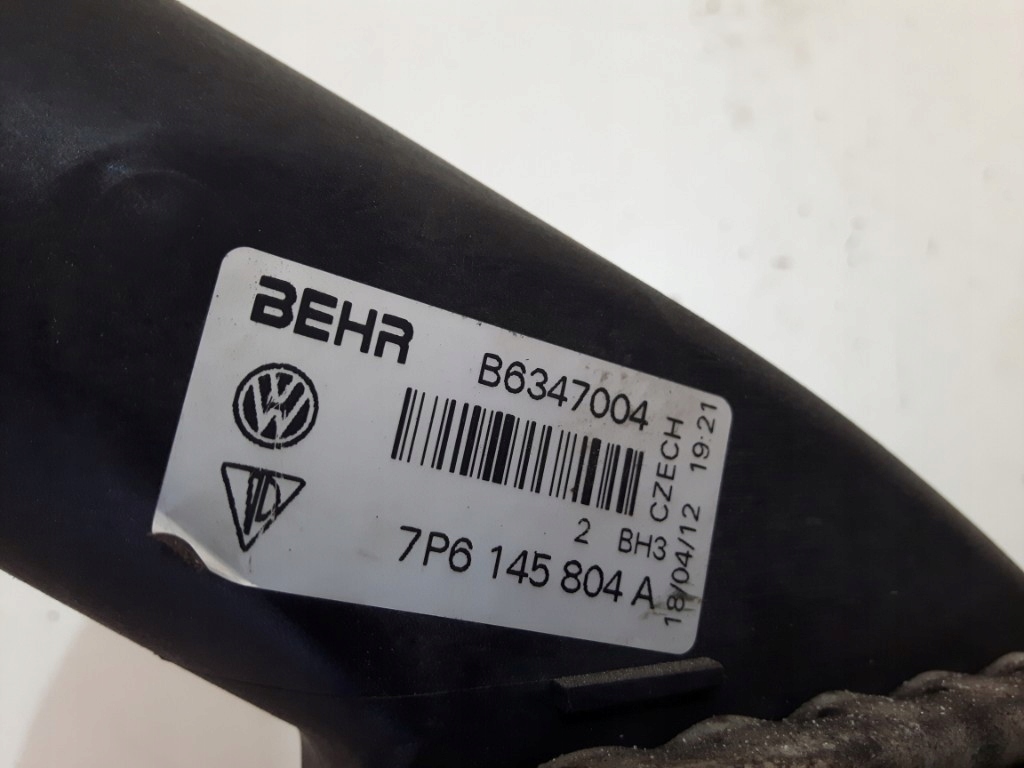 BEHR
B6347004
2 BH3
7P6 145 804 A
CZECH
18/04/12 19:21